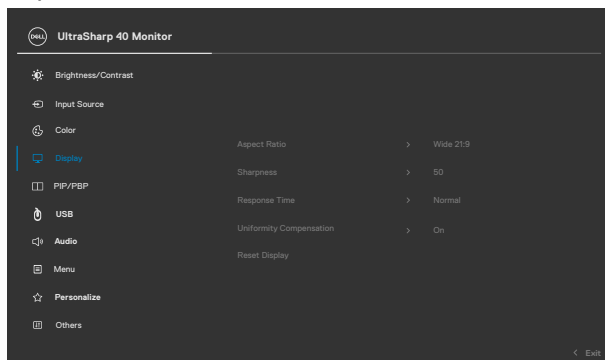 DELL UltraSharp 40 Monitor
Brightness/Contrast
Input Source
Color
Aspect Ratio > Wide 21:9
Display
Sharpness > 50
PIP/PBP
Response Time > Normal
USB
Uniformity Compensation > On
Audio
Reset Display
Menu
Personalize
Others
< Exit